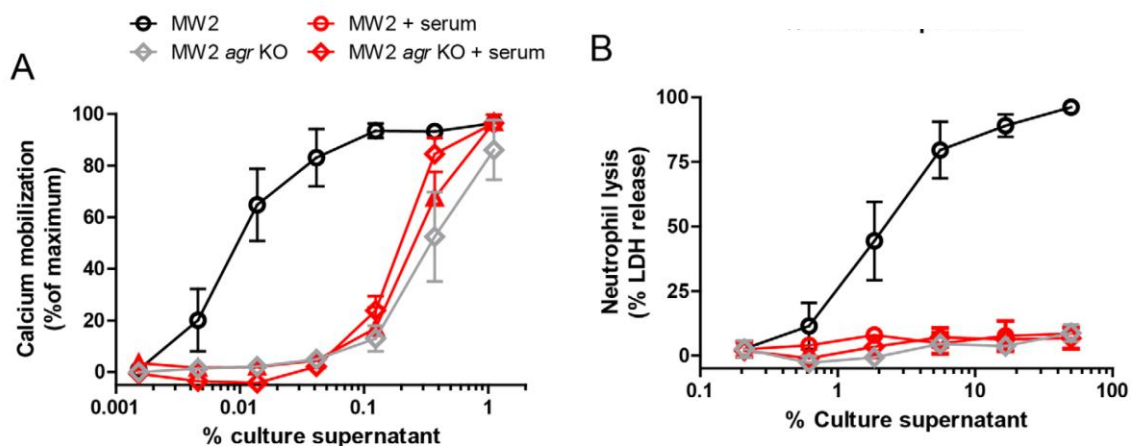 MW2
MW2 + serum
MW2 agr KO
MW2 agr KO + serum
A
Calcium mobilization
(%of maximum)
100
80
60
40
20
0
0.001
0.01
0.1
1
% culture supernatant
B
Neutrophil lysis
(% LDH release)
100
75
50
25
0
0.1
1
10
100
% Culture supernatant